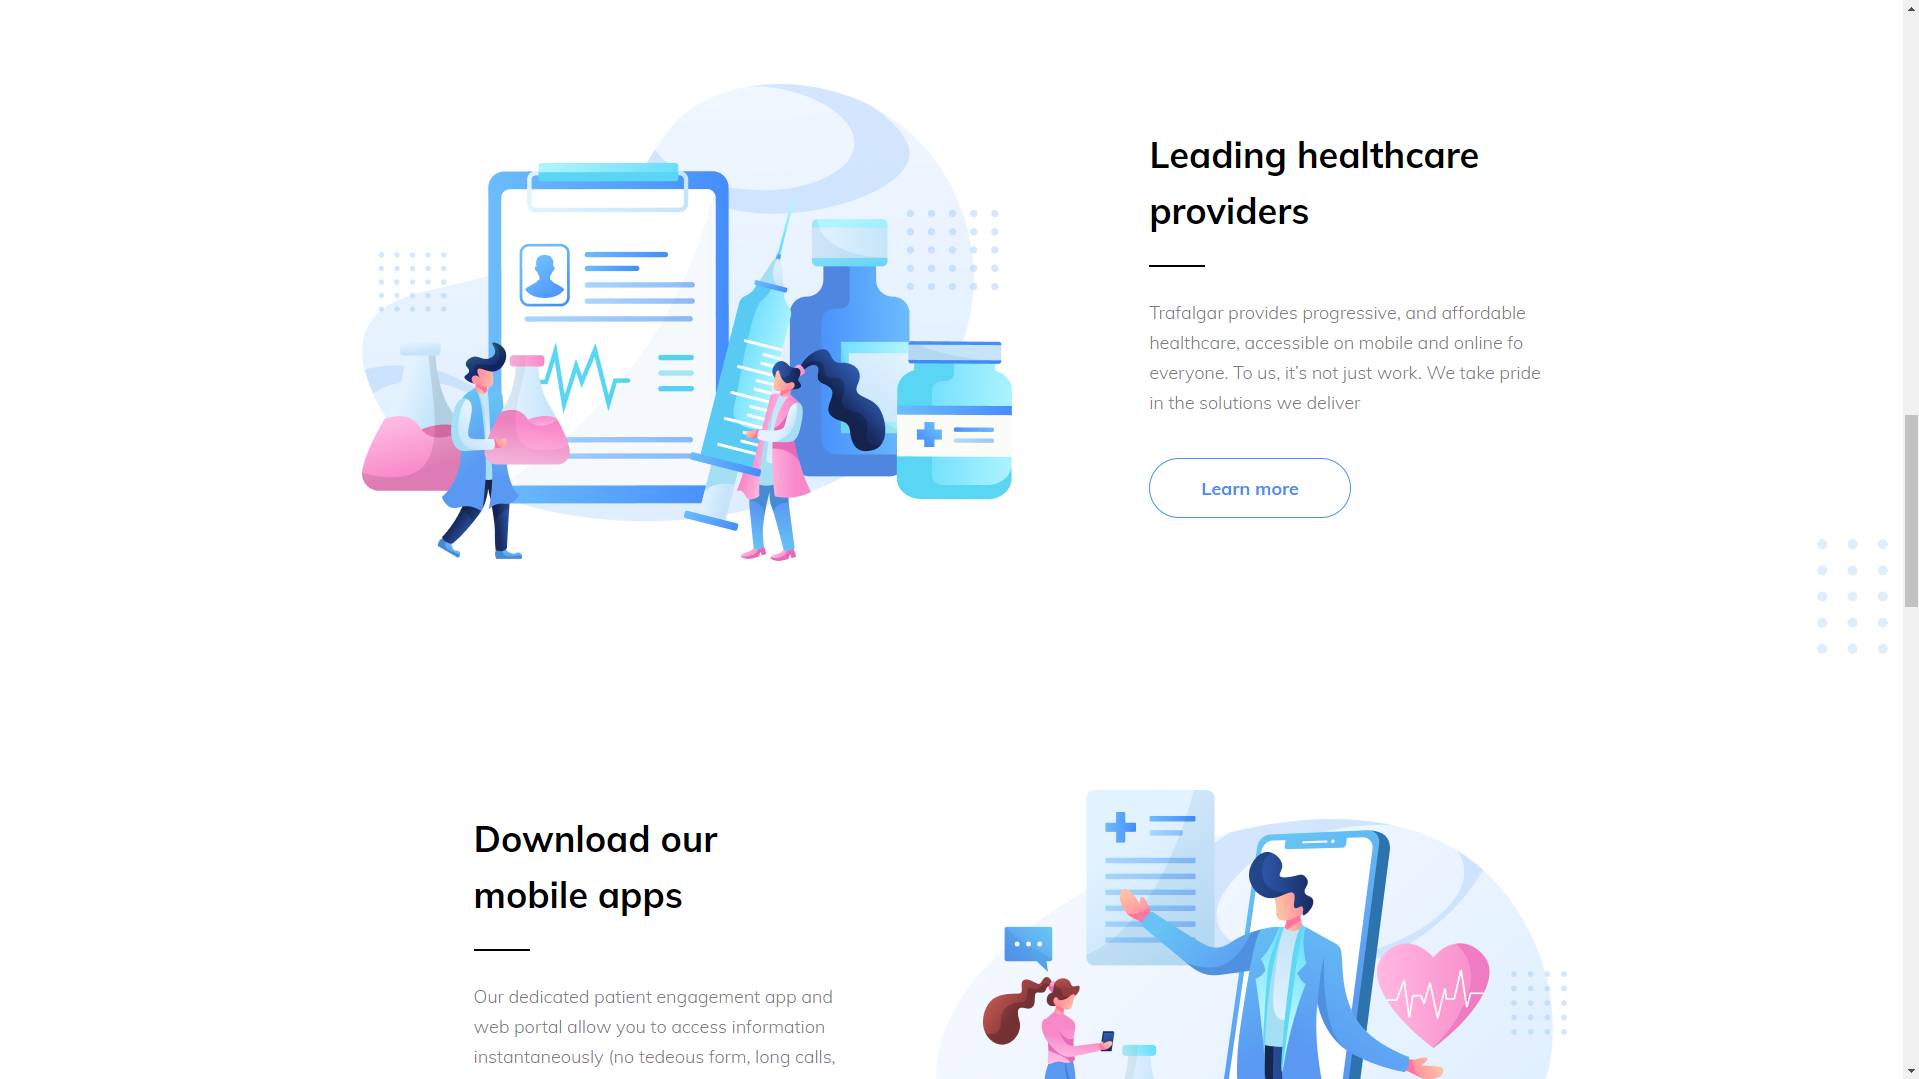 Leading healthcare
providers
Trafalgar provides progressive, and affordable
healthcare, accessible on mobile and online fo
everyone. To us, it’s not just work. We take pride
in the solutions we deliver
Learn more
Download our
mobile apps
Our dedicated patient engagement app and
web portal allow you to access information
instantaneously (no tedeous form, long calls,